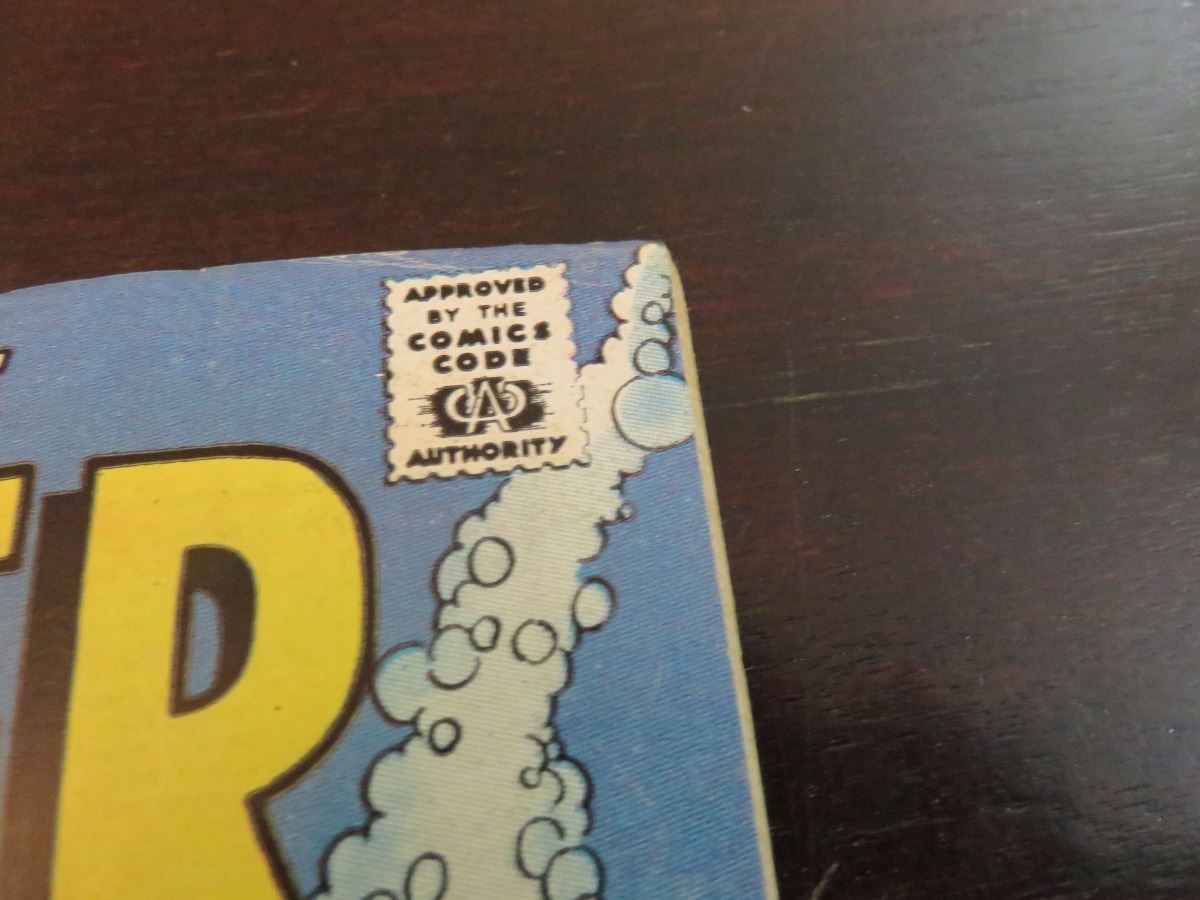 APPROVED
BY THE
COMICS
CODE
CA
AUTHORITY
R